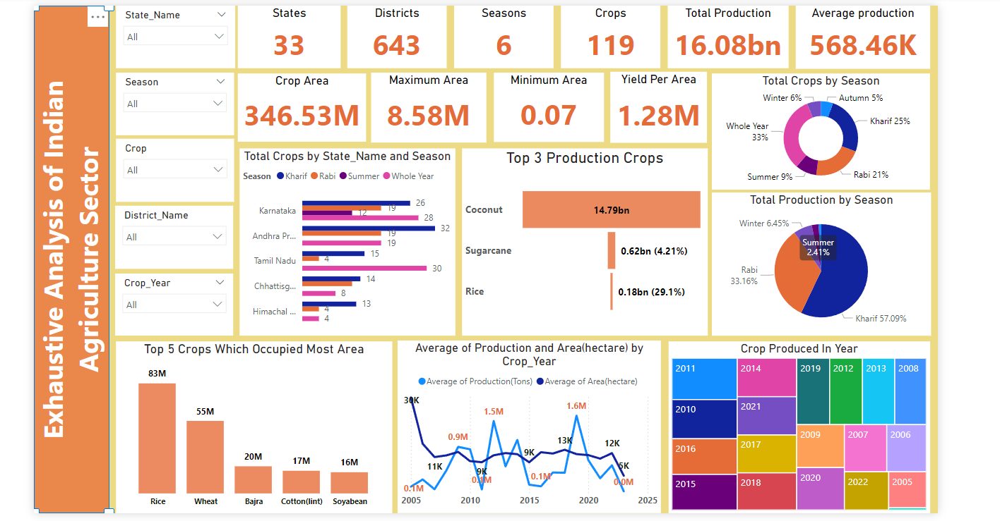 Exhaustive Analysis of Indian
Agriculture Sector
State_Name
All
Season
All
Crop
All
District_Name
All
Crop_Year
All
States
33
Districts
643
Seasons
6
Crops
119
Total Production
16.08bn
Average production
568.46K
Crop Area
346.53M
Maximum Area
8.58M
Minimum Area
0.07
Yield Per Area
1.28M
Total Crops by State_Name and Season
Season Kharif Rabi Summer Whole Year
Karnataka
26
19
12
28
Andhra Pr...
32
19
19
Tamil Nadu
15
4
30
Chhattisg...
14
8
Himachal ...
13
4
4
Top 3 Production Crops
Coconut
14.79bn
Sugarcane
0.62bn (4.21%)
Rice
0.18bn (29.1%)
Total Crops by Season
Winter 6%
Autumn 5%
Kharif 25%
Whole Year
33%
Rabi 21%
Summer 9%
Total Production by Season
Winter 6.45%
Summer
2.41%
Rabi
33.16%
Kharif 57.09%
Top 5 Crops Which Occupied Most Area
83M
55M
20M
17M
16M
Rice
Wheat
Bajra
Cotton(lint)
Soyabean
Average of Production and Area(hectare) by
Crop_Year
Average of Production(Tons) Average of Area(hectare)
30K
1.5M
1.6M
0.9M
13K
12K
9K
11K
9K
5K
0.1M
0.1M
0.1M
0.0M
2005
2010
2015
2020
2025
Crop Produced In Year
2011
2014
2019
2012
2013
2008
2010
2021
2009
2007
2006
2016
2017
2015
2018
2020
2022
2005